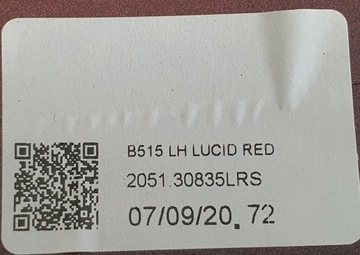 B515 LH LUCID RED
2051.30835LRS
07/09/20.72